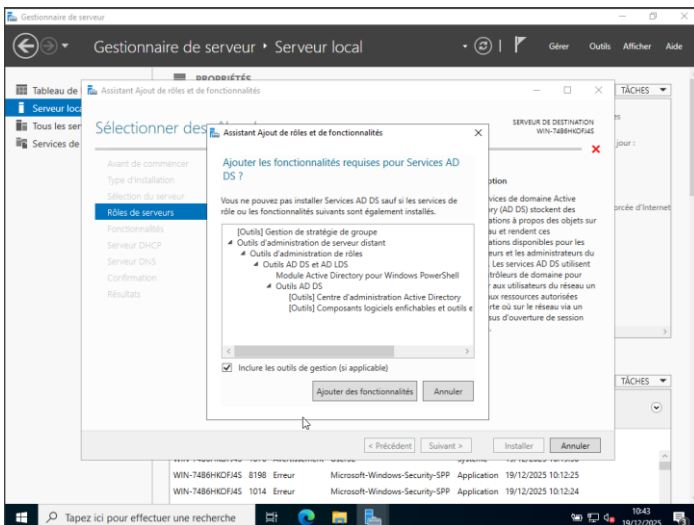 Gestionnaire de serveur
Gestionnaire de serveur • Serveur local
Gérer Outils Afficher Aide
PROPRIÉTÉS
TÂCHES
Tableau de
Serveur loca
Tous les ser
Services de
Assistant Ajout de rôles et de fonctionnalités
Sélectionner des
SERVEUR DE DESTINATION
WIN-7486HKOFJ4S
Avant de commencer
Type d'installation
Sélection du serveur
Rôles de serveurs
Fonctionnalités
Serveur DHCP
Serveur DNS
Confirmation
Résultats
Assistant Ajout de rôles et de fonctionnalités
Ajouter les fonctionnalités requises pour Services AD
DS ?
Vous ne pouvez pas installer Services AD DS sauf si les services de
rôle ou les fonctionnalités suivants sont également installés.
[Outils] Gestion de stratégie de groupe
Outils d'administration de serveur distant
Outils d'administration de rôles
Outils AD DS et AD LDS
Module Active Directory pour Windows PowerShell
Outils AD DS
[Outils] Centre d'administration Active Directory
[Outils] Composants logiciels enfichables et outils e
Inclure les outils de gestion (si applicable)
Ajouter des fonctionnalités Annuler
ption
vices de domaine Active
ry (AD DS) stockent des
ations à propos des objets sur
au et rendent ces
ations disponibles pour les
eurs et les administrateurs du
. Les services AD DS utilisent
trôleurs de domaine pour
r aux utilisateurs du réseau un
ux ressources autorisées
rte où sur le réseau via un
sus d'ouverture de session
es
jour :
orcée d'Internet
TÂCHES
< Précédent Suivant > Installer Annuler
WIN-7486HKOFJ4S 8198 Erreur Microsoft-Windows-Security-SPP Application 19/12/2025 10:12:25
WIN-7486HKOFJ4S 1014 Erreur Microsoft-Windows-Security-SPP Application 19/12/2025 10:12:24
Tapez ici pour effectuer une recherche
10:43
19/12/2025